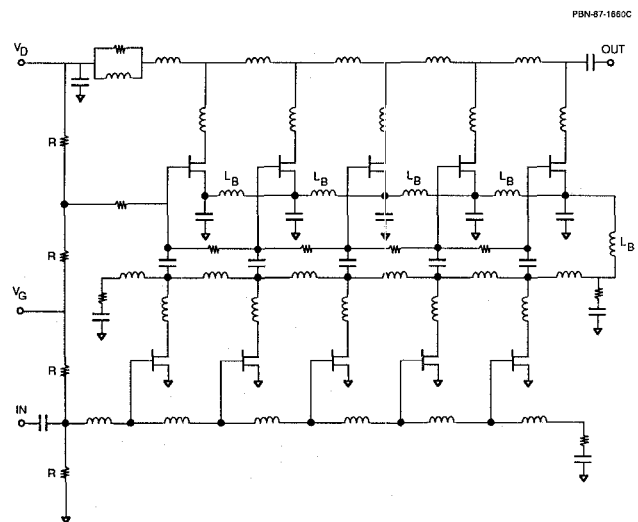 PBN-87-1660C
V_D
OUT
R
L_B
L_B
L_B
L_B
R
L_B
V_G
R
IN
R